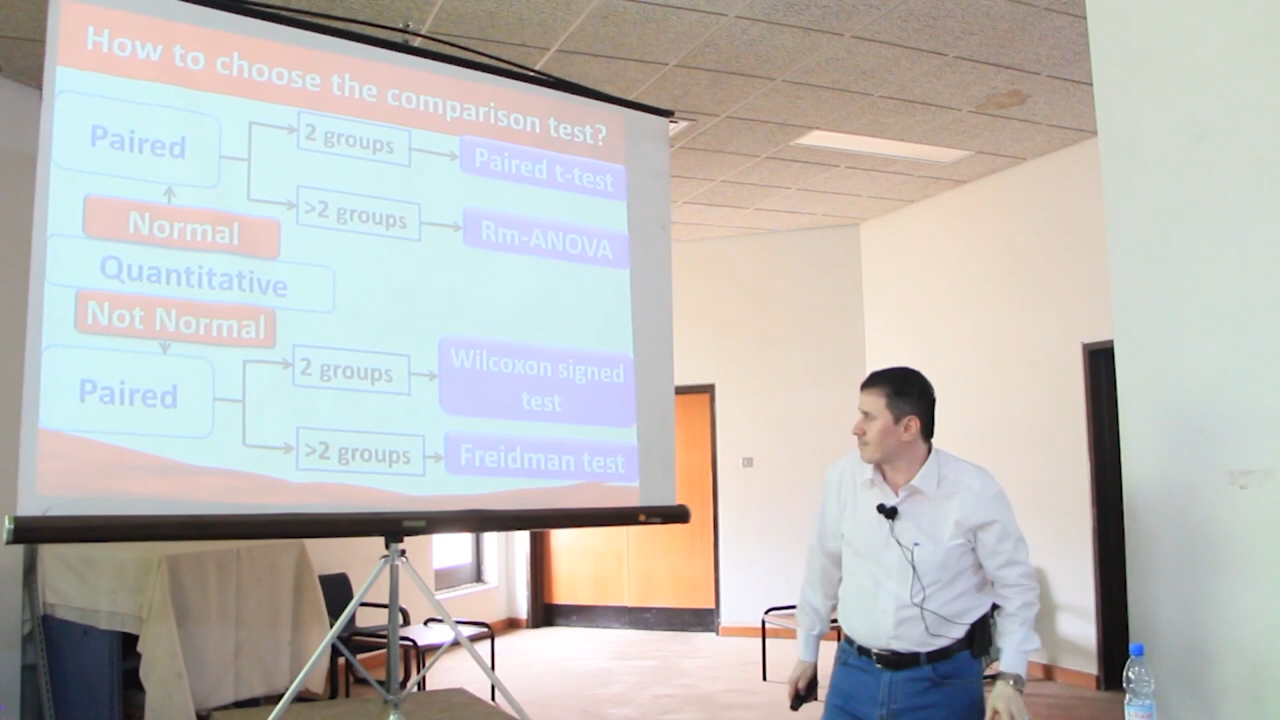 How to choose the comparison test?
Paired
2 groups
Paired t-test
>2 groups
Rm-ANOVA
Normal
Quantitative
Not Normal
Paired
2 groups
Wilcoxon signed
test
>2 groups
Freidman test